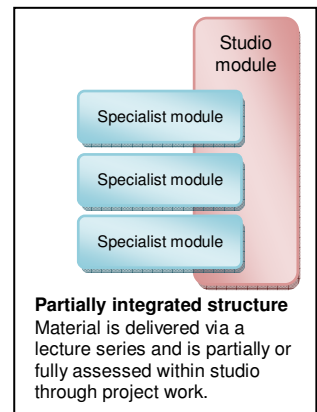 Studio
module
Specialist module
Specialist module
Specialist module
Partially integrated structure
Material is delivered via a
lecture series and is partially or
fully assessed within studio
through project work.